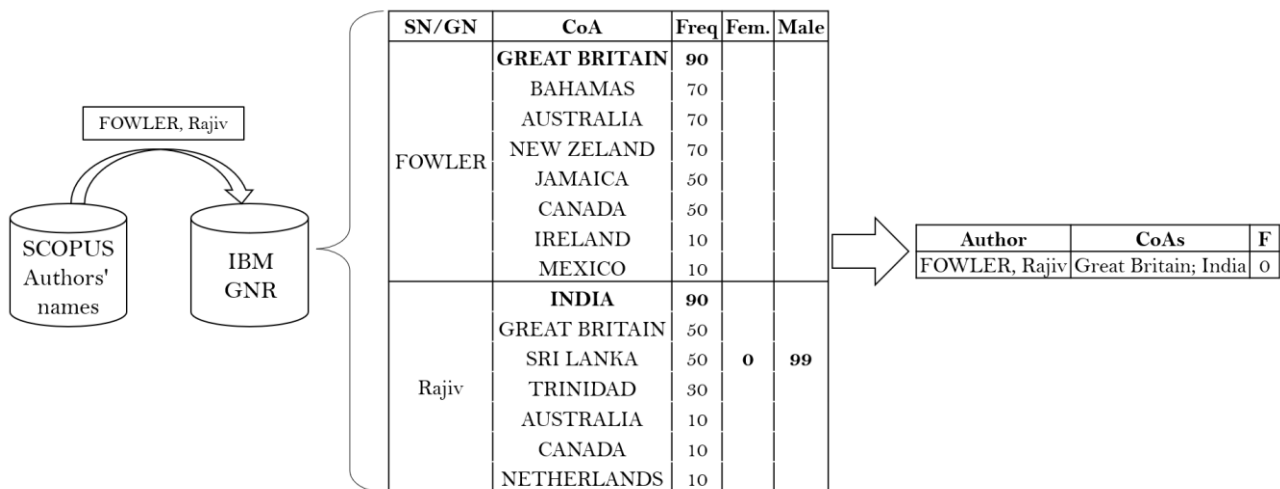 FOWLER, Rajiv
SCOPUS
Authors'
names
IBM
GNR
SN/GN CoA Freq Fem. Male
GREAT BRITAIN 90
BAHAMAS 70
AUSTRALIA 70
NEW ZELAND 70
FOWLER
JAMAICA 50
CANADA 50
IRELAND 10
MEXICO 10
INDIA 90
GREAT BRITAIN 50
SRI LANKA 50 0 99
Rajiv TRINIDAD 30
AUSTRALIA 10
CANADA 10
NETHERLANDS 10
Author CoAs F
FOWLER, Rajiv Great Britain; India 0